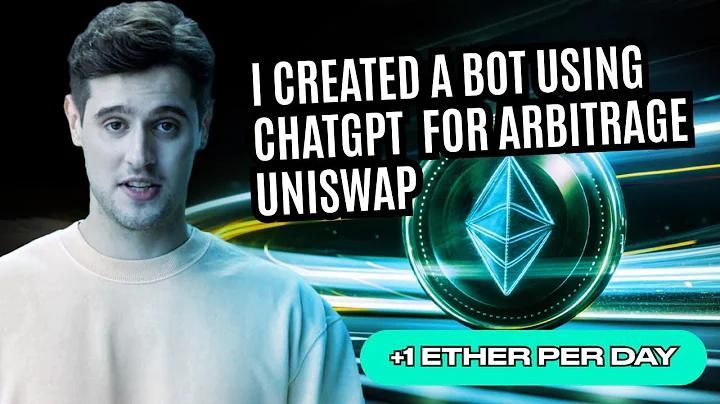 I CREATED A BOT USING
CHATGPT FOR ARBITRAGE
UNISWAP
+1 ETHER PER DAY